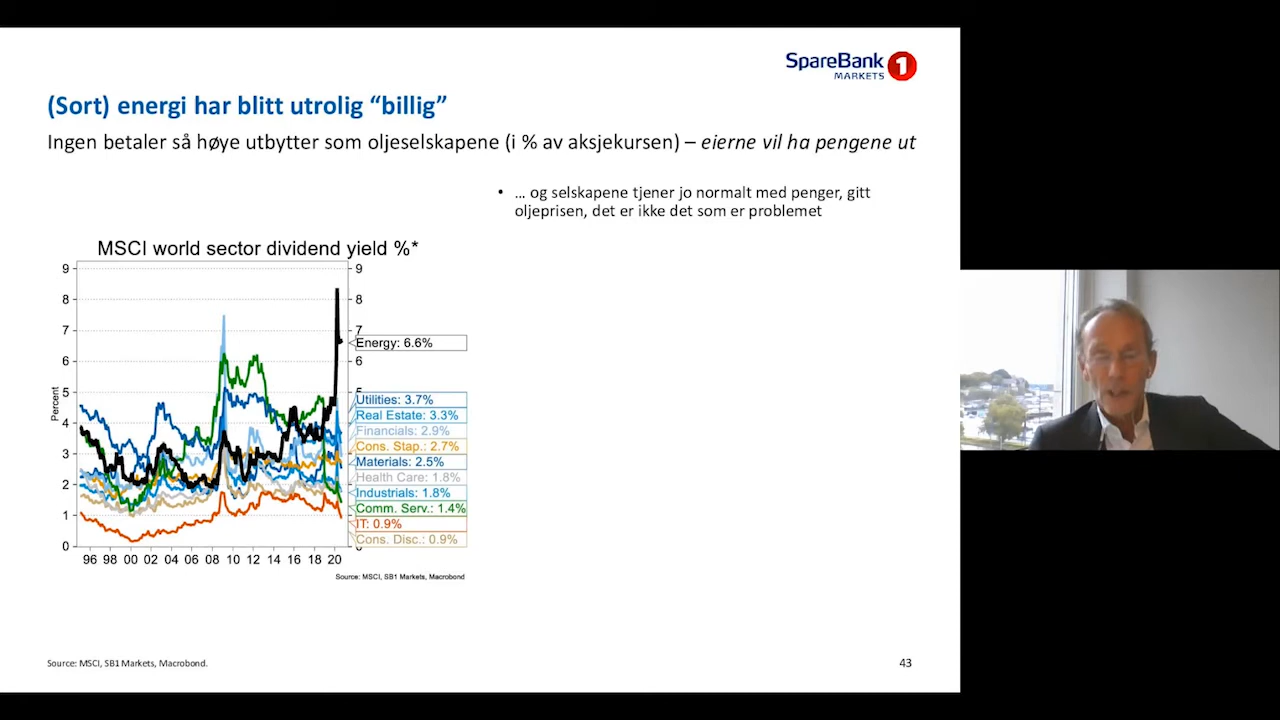 SpareBank 1
MARKETS
(Sort) energi har blitt utrolig “billig”
Ingen betaler så høye utbytter som oljeselskapene (i % av aksjekursen) – eierne vil ha pengene ut
• … og selskapene tjener jo normalt med penger, gitt
oljeprisen, det er ikke det som er problemet
MSCI world sector dividend yield %*
9 9
8 8
7 7
Energy: 6.6%
6 6
5 5
Utilities: 3.7%
Real Estate: 3.3%
4
Financials: 2.9%
Cons. Stap.: 2.7%
3
Materials: 2.5%
Health Care: 1.8%
2
Industrials: 1.8%
Comm. Serv.: 1.4%
1
IT: 0.9%
Cons. Disc.: 0.9%
0 0
Percent
96 98 00 02 04 06 08 10 12 14 16 18 20
Source: MSCI, SB1 Markets, Macrobond
Source: MSCI, SB1 Markets, Macrobond.
43